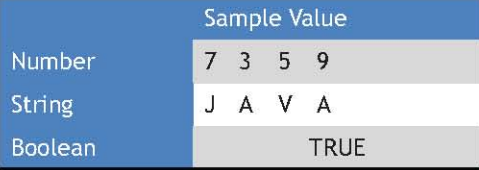 Sample Value
Number 7 3 5 9
String J A V A
Boolean TRUE